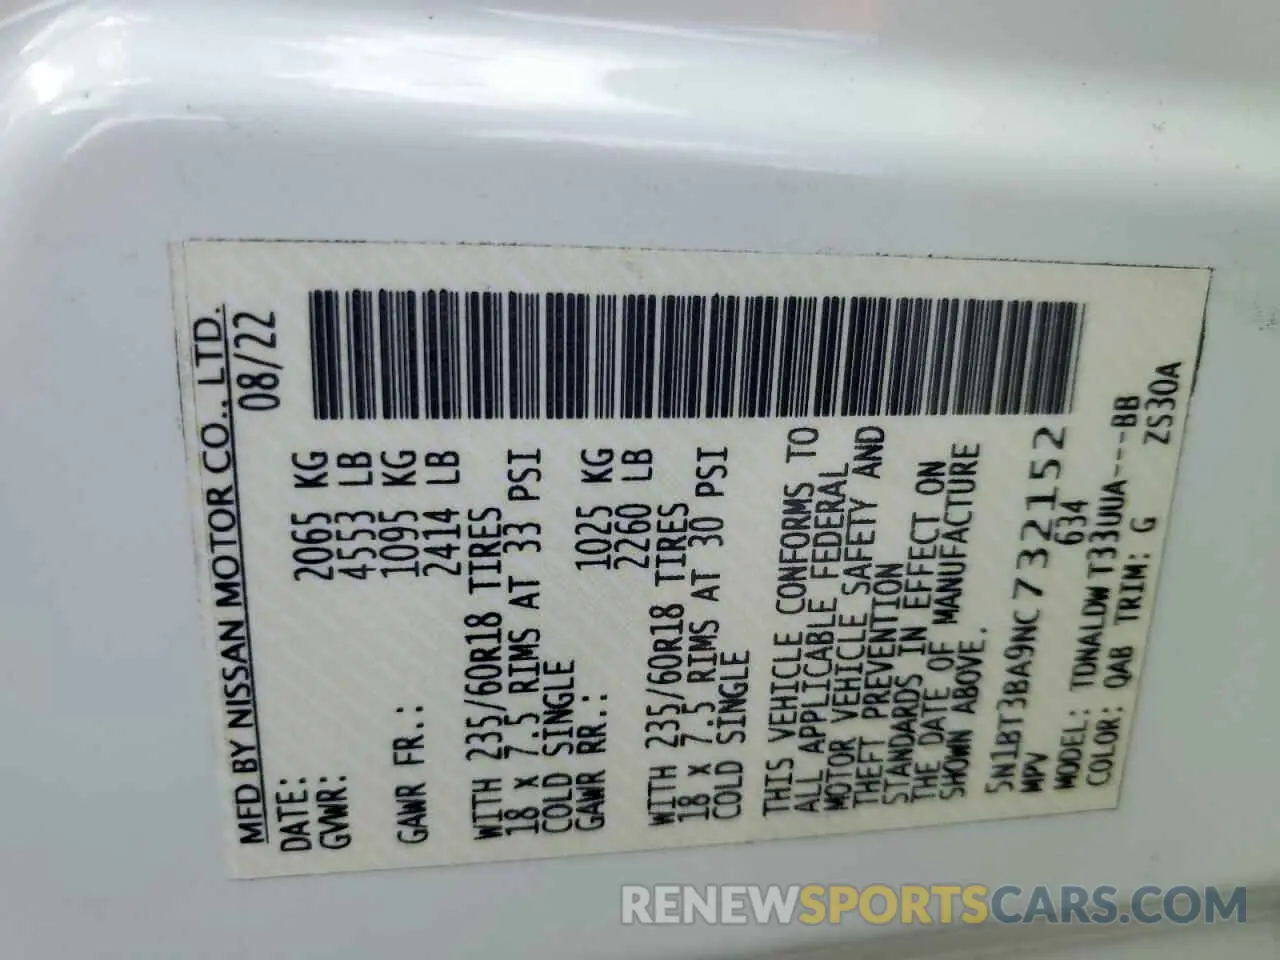 MFD BY NISSAN MOTOR CO., LTD.
DATE: 08/22
GVWR: 2065 KG
4553 LB
GAWR FR.: 1095 KG
2414 LB
WITH 235/60R18 TIRES
18 X 7.5 RIMS AT 33 PSI
COLD SINGLE
GAWR RR.: 1025 KG
2260 LB
WITH 235/60R18 TIRES
18 X 7.5 RIMS AT 30 PSI
COLD SINGLE
THIS VEHICLE CONFORMS TO
ALL APPLICABLE FEDERAL
MOTOR VEHICLE SAFETY AND
THEFT PREVENTION
STANDARDS IN EFFECT ON
THE DATE OF MANUFACTURE
SHOWN ABOVE.
5N1BT3BA9NC732152
MPV 634
MODEL: TDNALDWT33UUA---BB
COLOR: QAB TRIM: G ZS30A
RENEWSPORTSCARS.COM